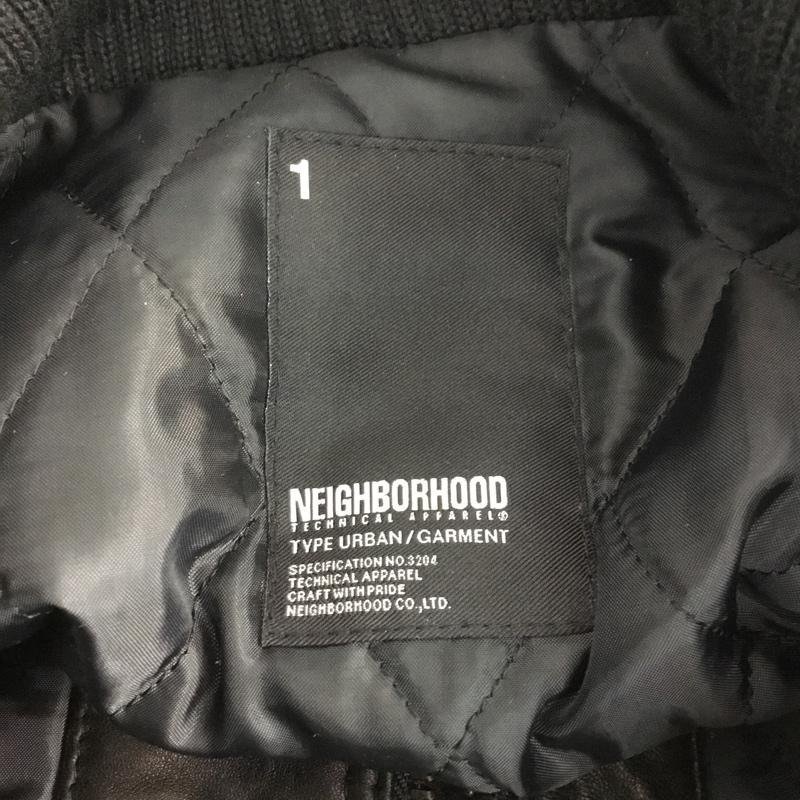 1
NEIGHBORHOOD
TECHNICAL APPAREL®
TYPE URBAN/GARMENT
SPECIFICATION NO.3204
TECHNICAL APPAREL
CRAFT WITH PRIDE
NEIGHBORHOOD CO.,LTD.